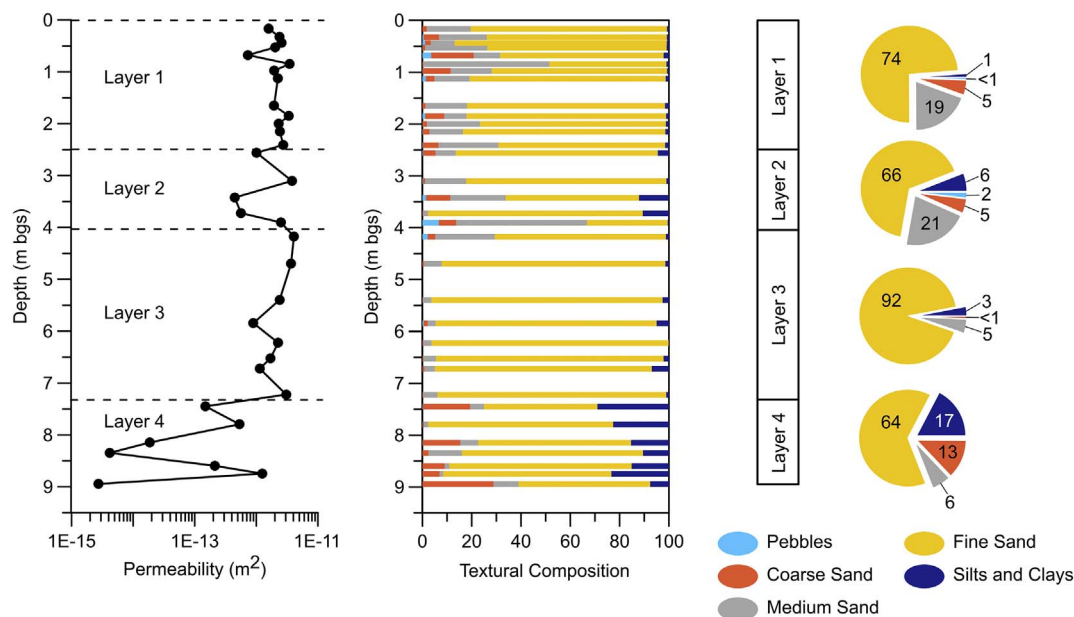 0
1
2
3
4
5
6
7
8
9
Depth (m bgs)
Layer 1
Layer 2
Layer 3
Layer 4
1E-15
1E-13
1E-11
Permeability (m2)
0
1
2
3
4
5
6
7
8
9
Depth (m bgs)
0
20
40
60
80
100
Textural Composition
Layer 1
Layer 2
Layer 3
Layer 4
74
1
<1
5
19
66
6
2
5
21
92
3
<1
5
64
17
13
6
Pebbles
Fine Sand
Coarse Sand
Silts and Clays
Medium Sand